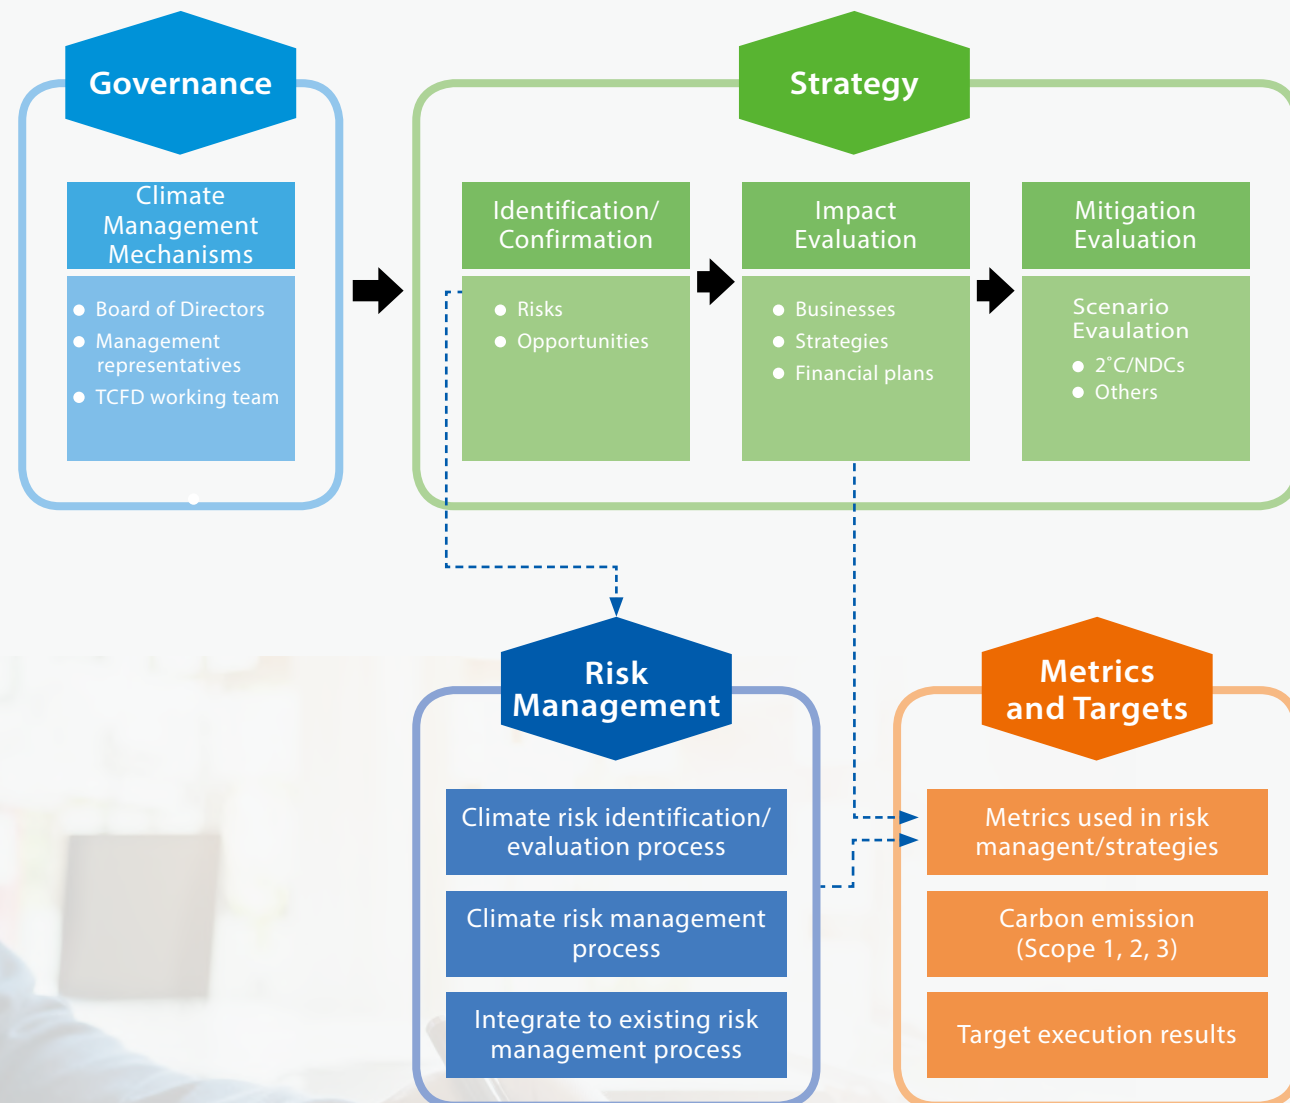 Governance
Climate
Management
Mechanisms
● Board of Directors
● Management
representatives
● TCFD working team
Strategy
Identification/
Confirmation
● Risks
● Opportunities
Impact
Evaluation
● Businesses
● Strategies
● Financial plans
Mitigation
Evaluation
Scenario
Evaulation
● 2˚C/NDCs
● Others
Risk
Management
Climate risk identification/
evaluation process
Climate risk management
process
Integrate to existing risk
management process
Metrics
and Targets
Metrics used in risk
managent/strategies
Carbon emission
(Scope 1, 2, 3)
Target execution results